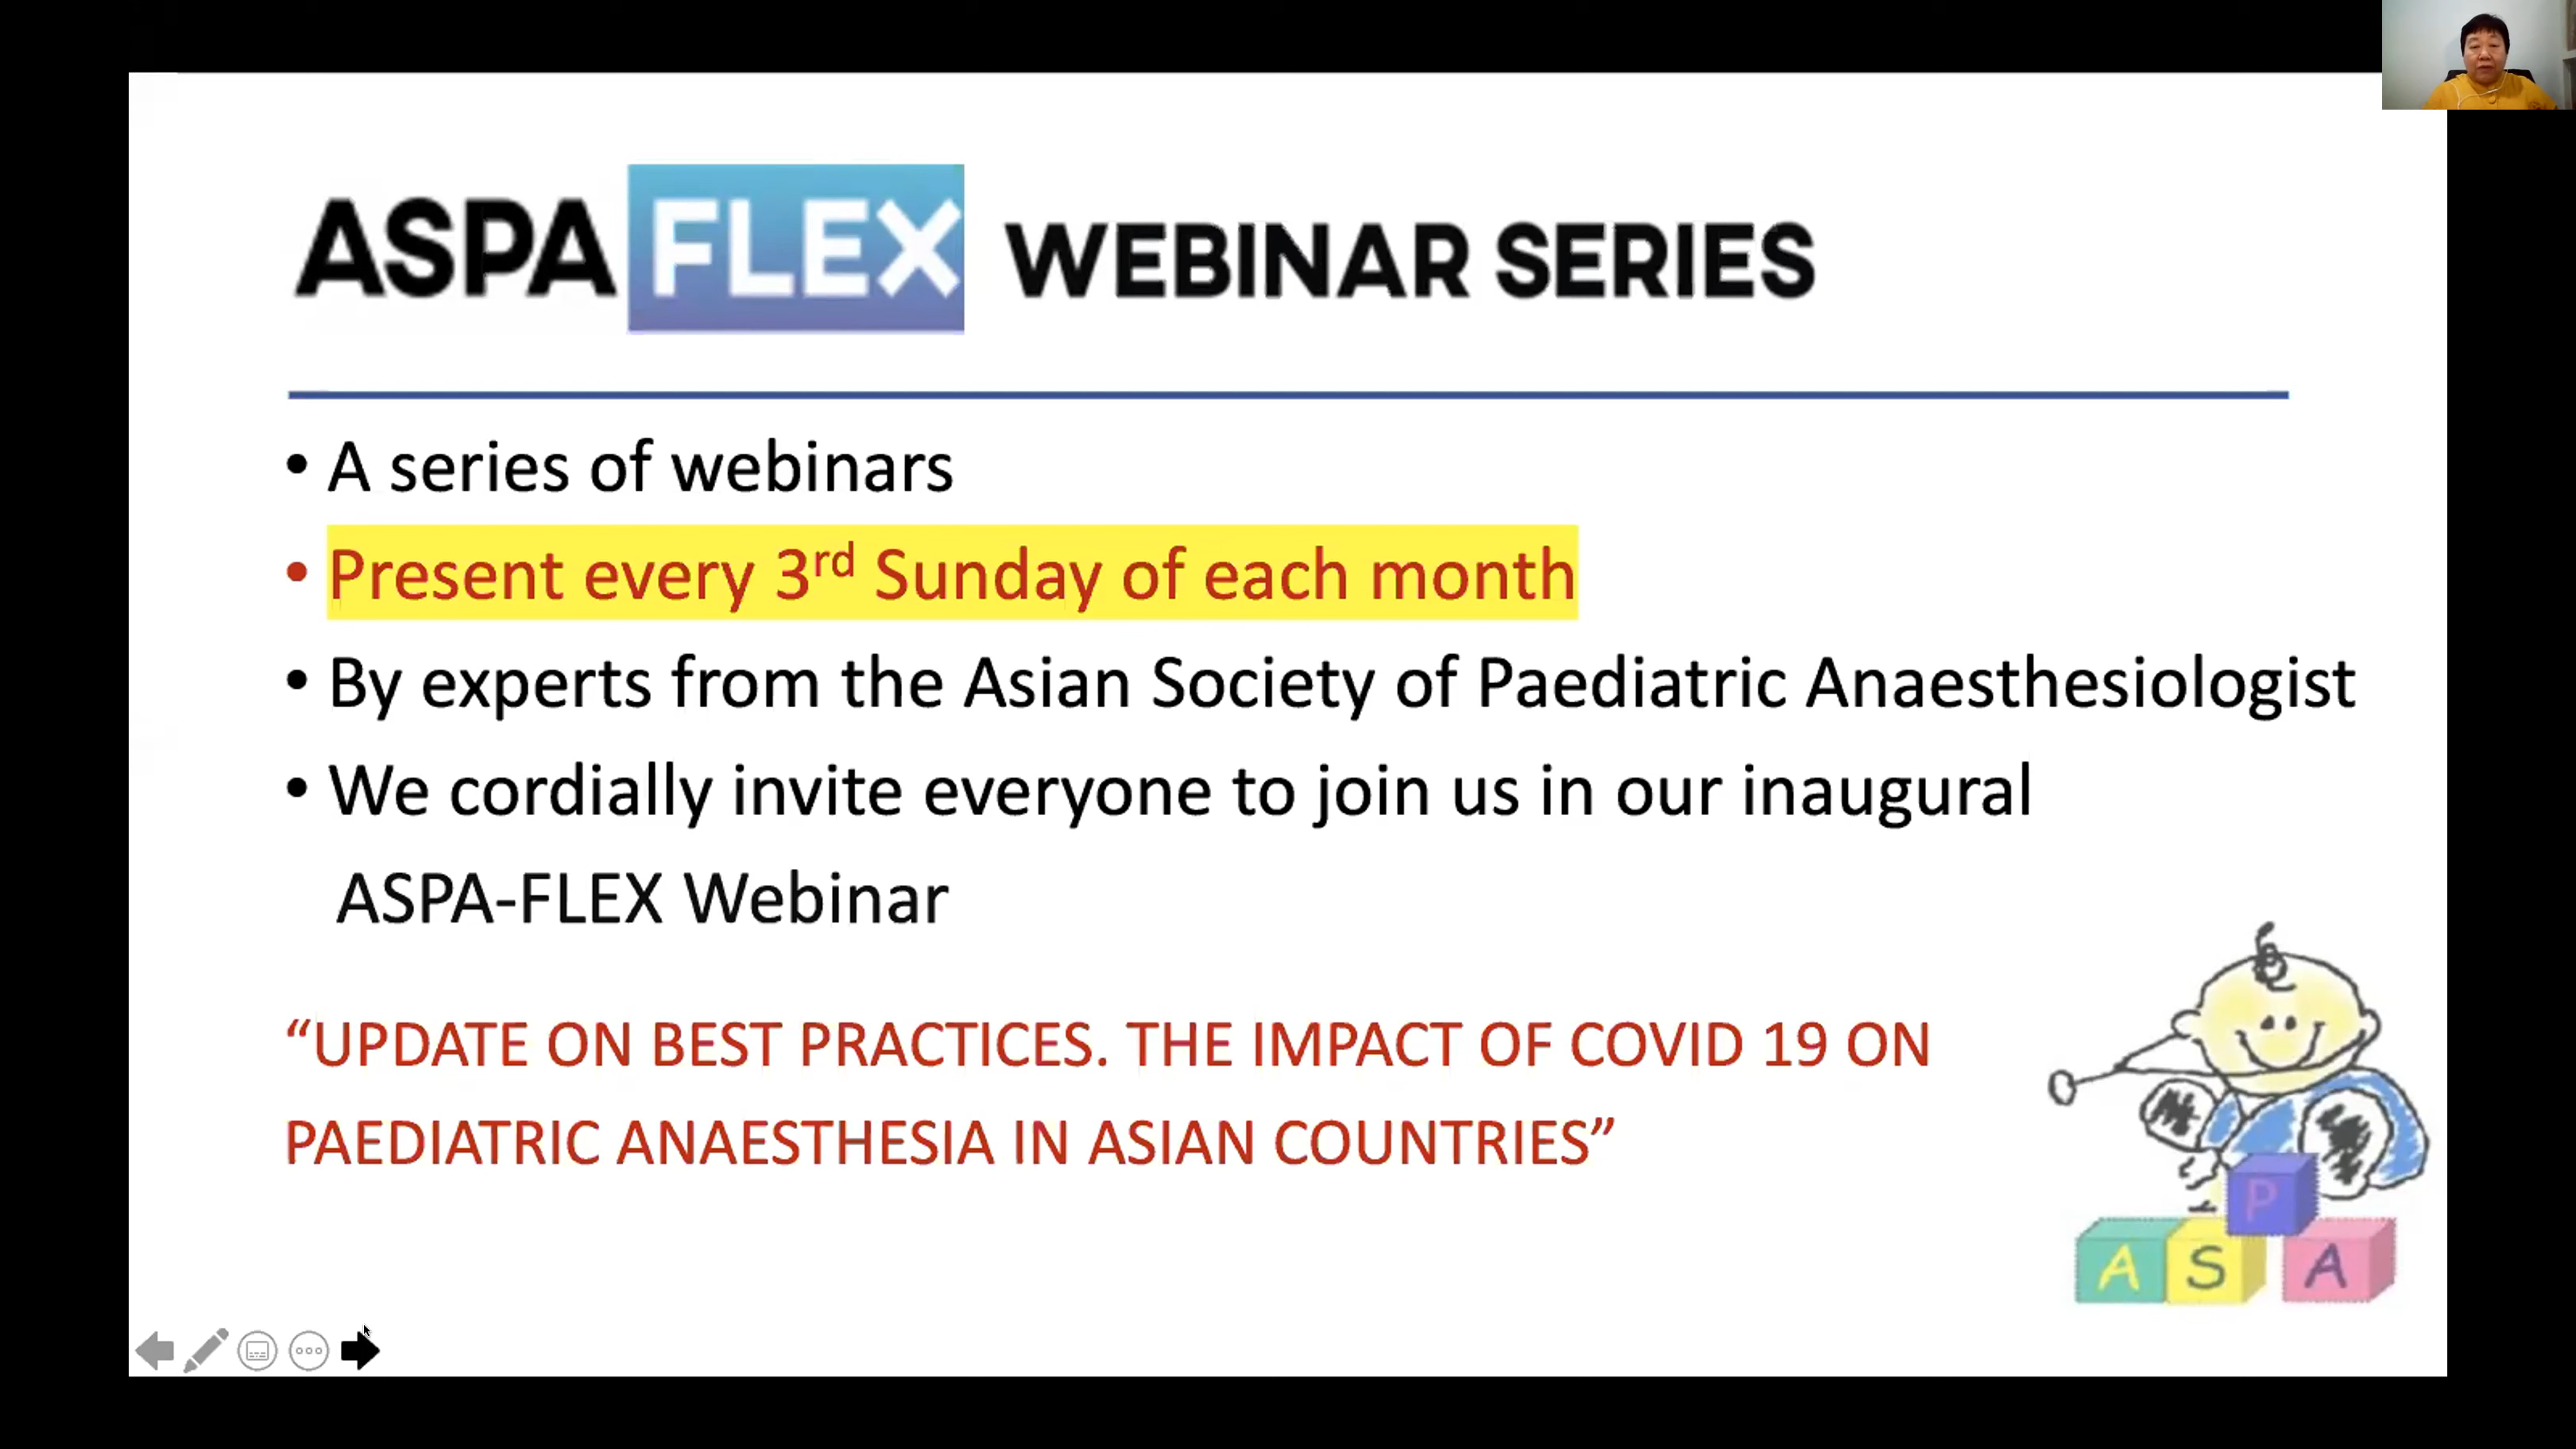 ASPA FLEX WEBINAR SERIES
• A series of webinars
• Present every 3rd Sunday of each month
• By experts from the Asian Society of Paediatric Anaesthesiologist
• We cordially invite everyone to join us in our inaugural
ASPA-FLEX Webinar
“UPDATE ON BEST PRACTICES. THE IMPACT OF COVID 19 ON
PAEDIATRIC ANAESTHESIA IN ASIAN COUNTRIES”
P
A S A